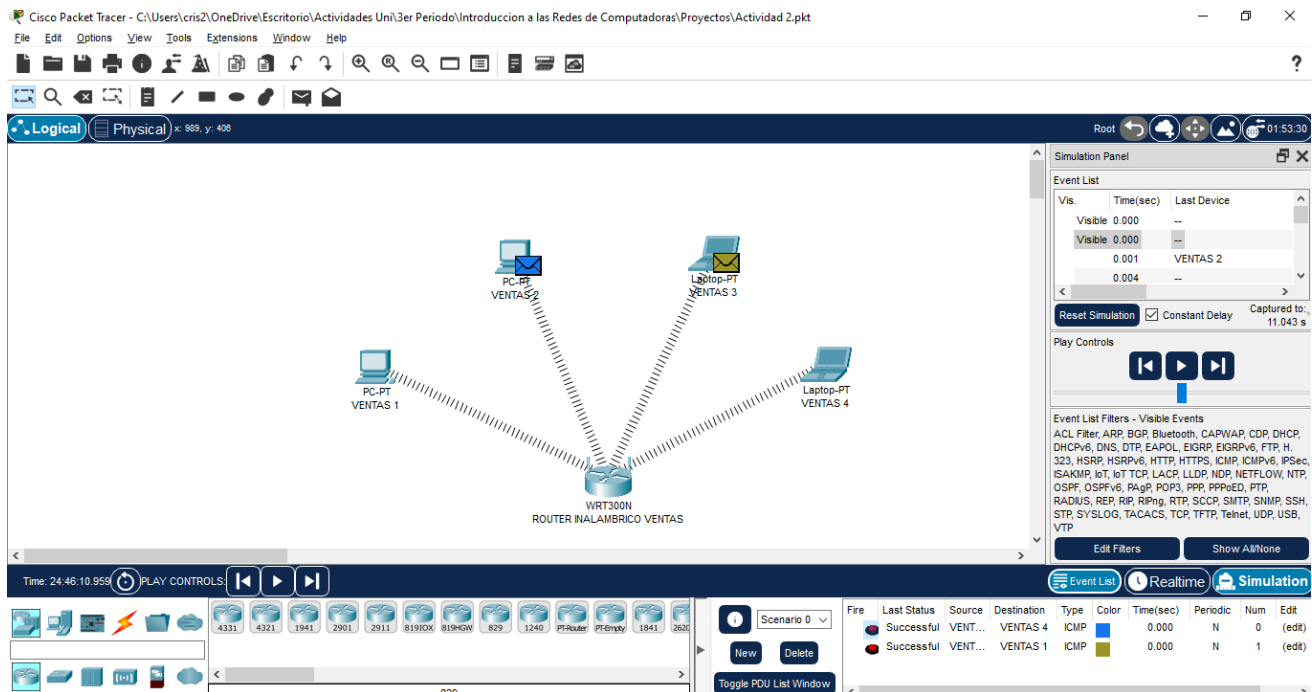 Cisco Packet Tracer - C:\Users\cris2\OneDrive\Escritorio\Actividades Uni\3er Periodo\Introduccion a las Redes de Computadoras\Proyectos\Actividad 2.pkt
File Edit Options View Tools Extensions Window Help
?
Logical Physical x: 989, y: 406 Root 01:53:30
Simulation Panel
Event List
Vis. Time(sec) Last Device
Visible 0.000 --
Visible 0.000 --
0.001 VENTAS 2
0.004 --
Reset Simulation Constant Delay Captured to:
11.043 s
Play Controls
Event List Filters - Visible Events
ACL Filter, ARP, BGP, Bluetooth, CAPWAP, CDP, DHCP,
DHCPv6, DNS, DTP, EAPOL, EIGRP, EIGRPv6, FTP, H.
323, HSRP, HSRPv6, HTTP, HTTPS, ICMP, ICMPv6, IPSec,
ISAKMP, IoT, IoT TCP, LACP, LLDP, NDP, NETFLOW, NTP,
OSPF, OSPFv6, PAgP, POP3, PPP, PPPoED, PTP,
RADIUS, REP, RIP, RIPng, RTP, SCCP, SMTP, SNMP, SSH,
STP, SYSLOG, TACACS, TCP, TFTP, Telnet, UDP, USB,
VTP
Edit Filters Show All/None
PC-PT
VENTAS 2
Laptop-PT
VENTAS 3
PC-PT
VENTAS 1
Laptop-PT
VENTAS 4
WRT300N
ROUTER INALAMBRICO VENTAS
Time: 24:46:10.959 PLAY CONTROLS: Event List Realtime Simulation
4331 4321 1941 2901 2911 819IOX 819HGW 829 1240 PT-Router PT-Empty 1841 262
829
Scenario 0
New Delete
Toggle PDU List Window
Fire Last Status Source Destination Type Color Time(sec) Periodic Num Edit
Successful VENT... VENTAS 4 ICMP 0.000 N 0 (edit)
Successful VENT... VENTAS 1 ICMP 0.000 N 1 (edit)